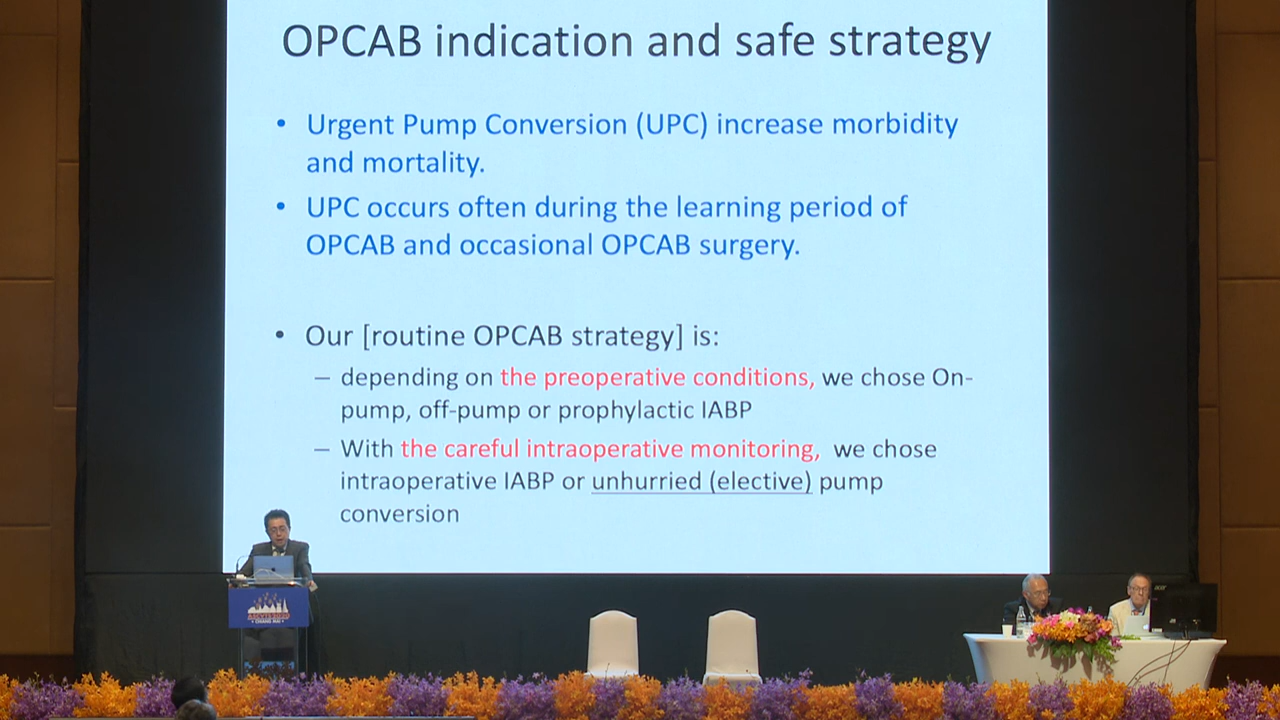 OPCAB indication and safe strategy
• Urgent Pump Conversion (UPC) increase morbidity
and mortality.
• UPC occurs often during the learning period of
OPCAB and occasional OPCAB surgery.
• Our [routine OPCAB strategy] is:
– depending on the preoperative conditions, we chose On-
pump, off-pump or prophylactic IABP
– With the careful intraoperative monitoring, we chose
intraoperative IABP or unhurried (elective) pump
conversion
• CHIANG MAI •
acer